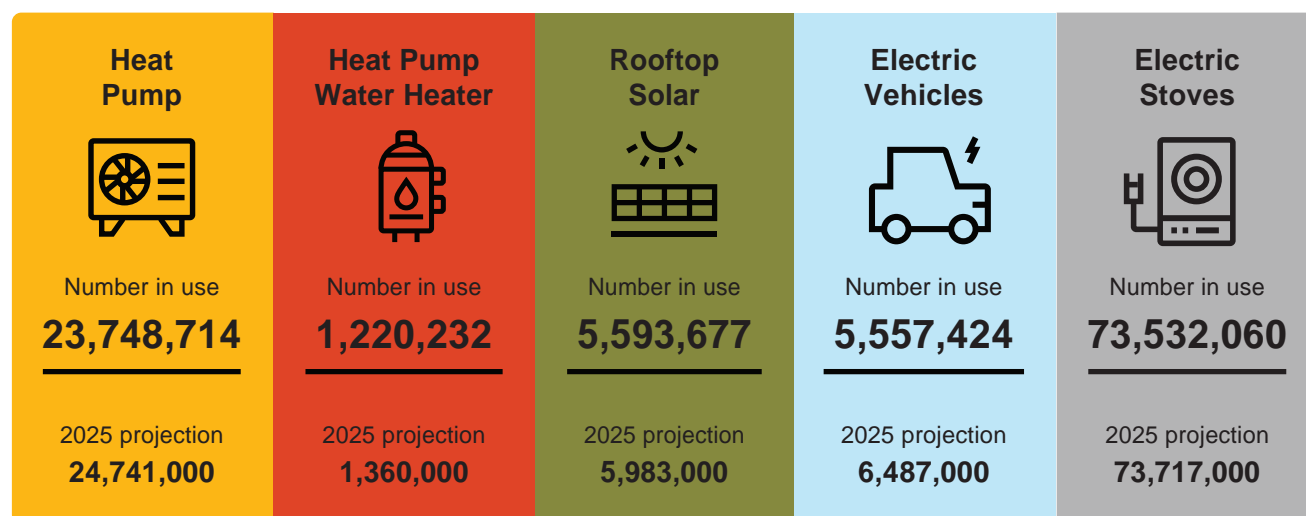 Heat
Pump
Number in use
23,748,714
2025 projection
24,741,000
Heat Pump
Water Heater
Number in use
1,220,232
2025 projection
1,360,000
Rooftop
Solar
Number in use
5,593,677
2025 projection
5,983,000
Electric
Vehicles
Number in use
5,557,424
2025 projection
6,487,000
Electric
Stoves
Number in use
73,532,060
2025 projection
73,717,000